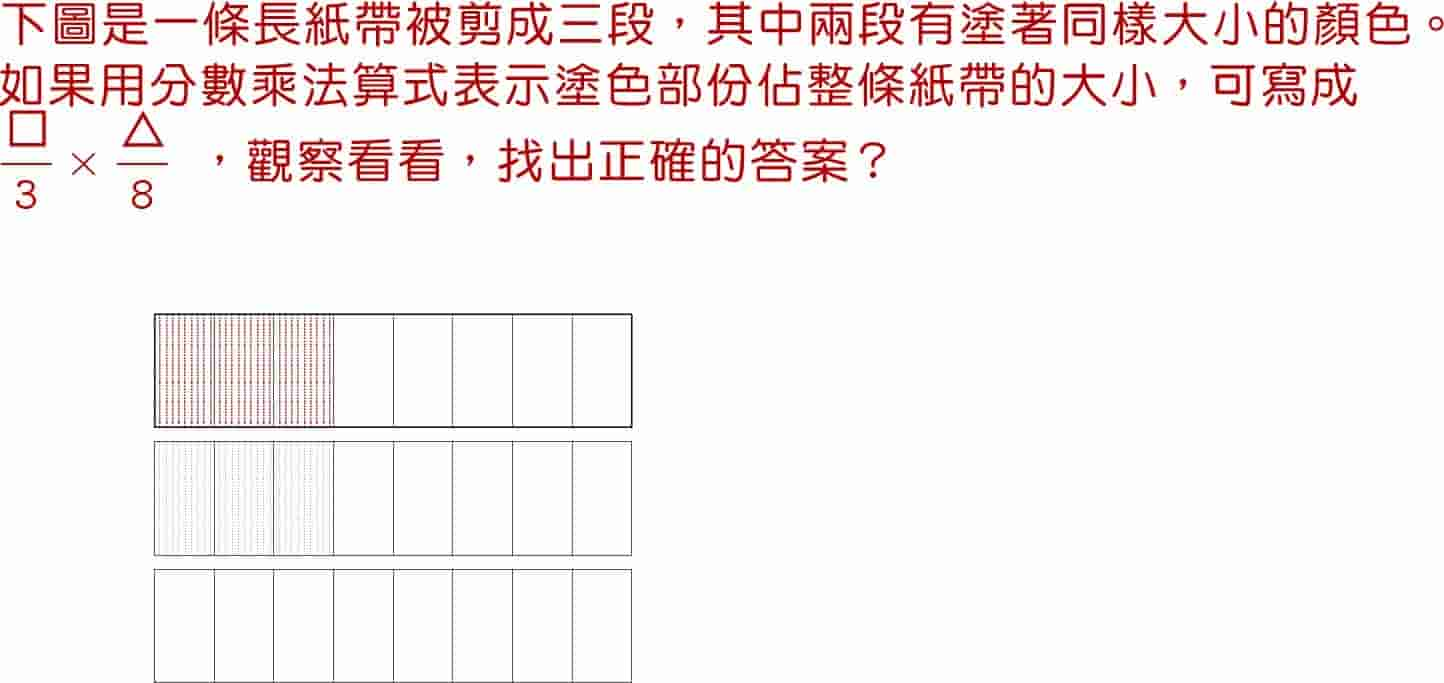 下圖是一條長紙帶被剪成三段，其中兩段有塗著同樣大小的顏色。
如果用分數乘法算式表示塗色部份佔整條紙帶的大小，可寫成
□/3 × △/8 ，觀察看看，找出正確的答案？